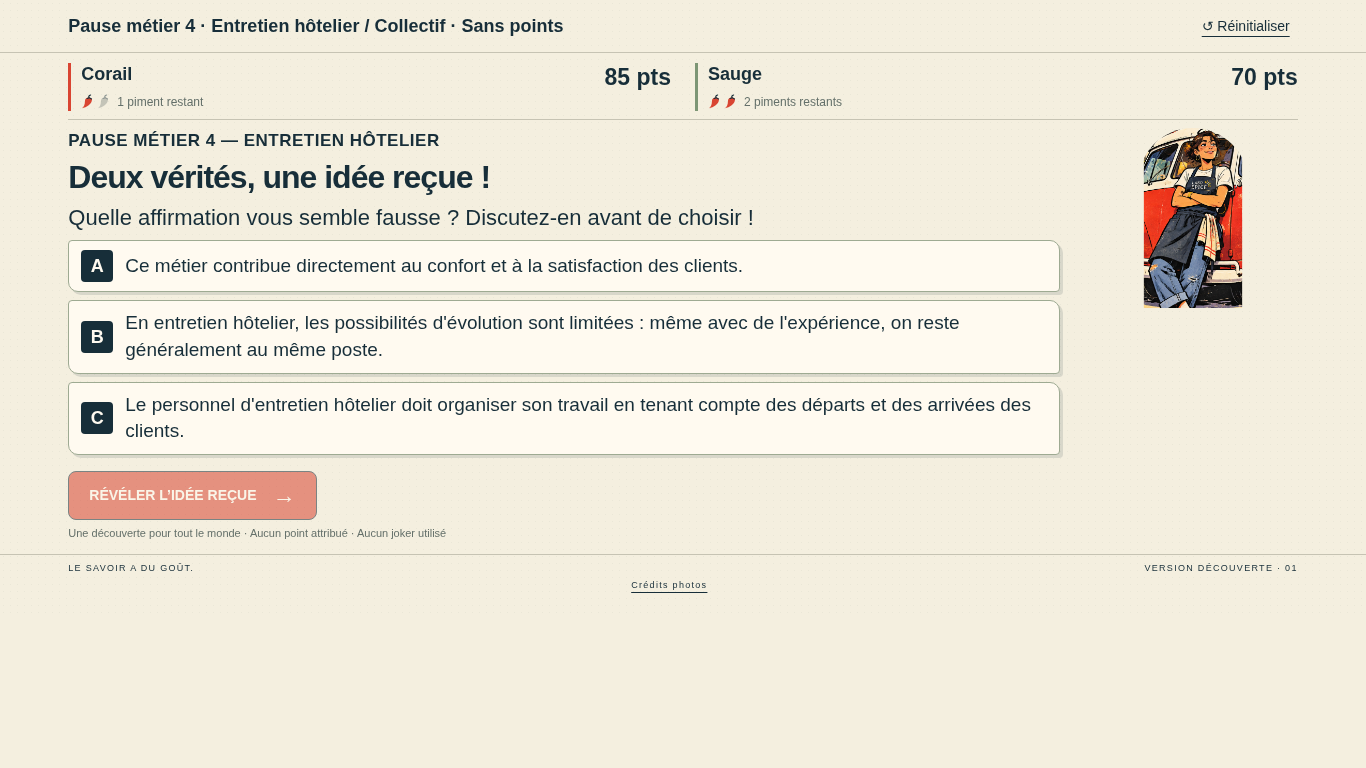 Pause métier 4 · Entretien hôtelier / Collectif · Sans points
↺ Réinitialiser
Corail
85 pts
1 piment restant
Sauge
70 pts
2 piments restants
PAUSE MÉTIER 4 — ENTRETIEN HÔTELIER
Deux vérités, une idée reçue !
Quelle affirmation vous semble fausse ? Discutez-en avant de choisir !
A
Ce métier contribue directement au confort et à la satisfaction des clients.
B
En entretien hôtelier, les possibilités d'évolution sont limitées : même avec de l'expérience, on reste
généralement au même poste.
C
Le personnel d'entretien hôtelier doit organiser son travail en tenant compte des départs et des arrivées des
clients.
RÉVÉLER L'IDÉE REÇUE →
Une découverte pour tout le monde · Aucun point attribué · Aucun joker utilisé
LE SAVOIR A DU GOÛT.
VERSION DÉCOUVERTE · 01
Crédits photos